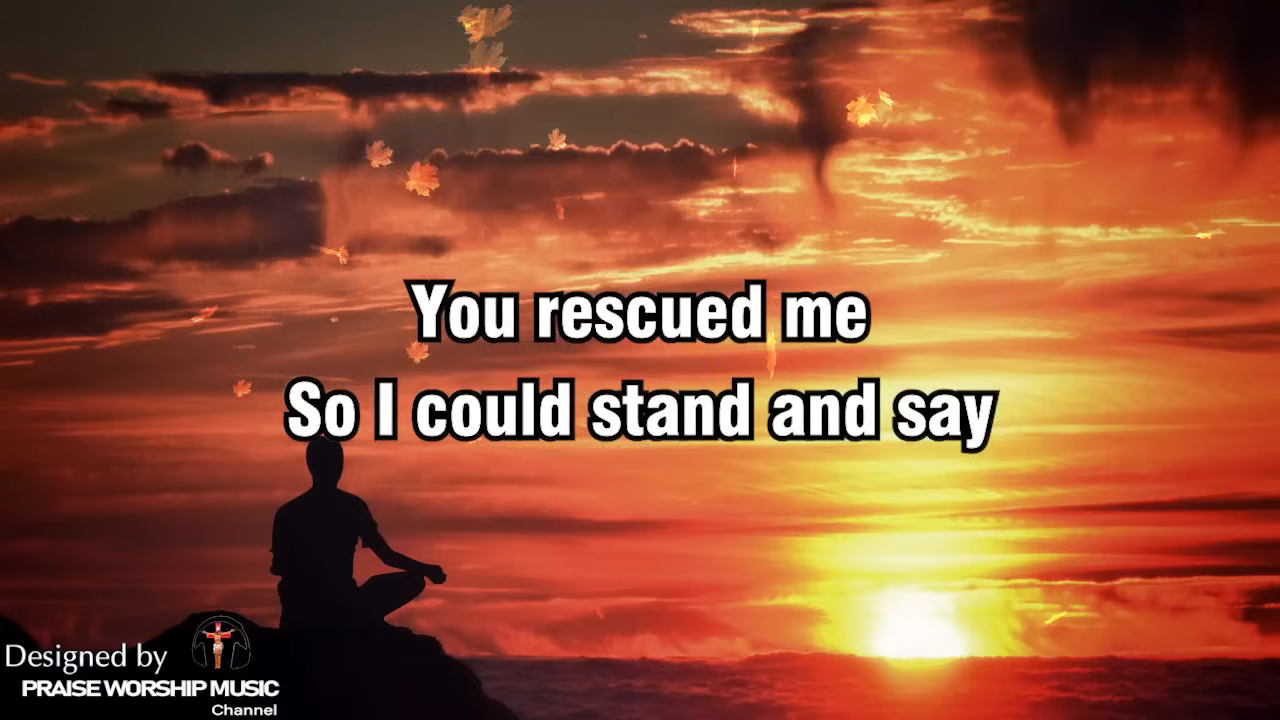 You rescued me
So I could stand and say
Designed by
PRAISE WORSHIP MUSIC
Channel